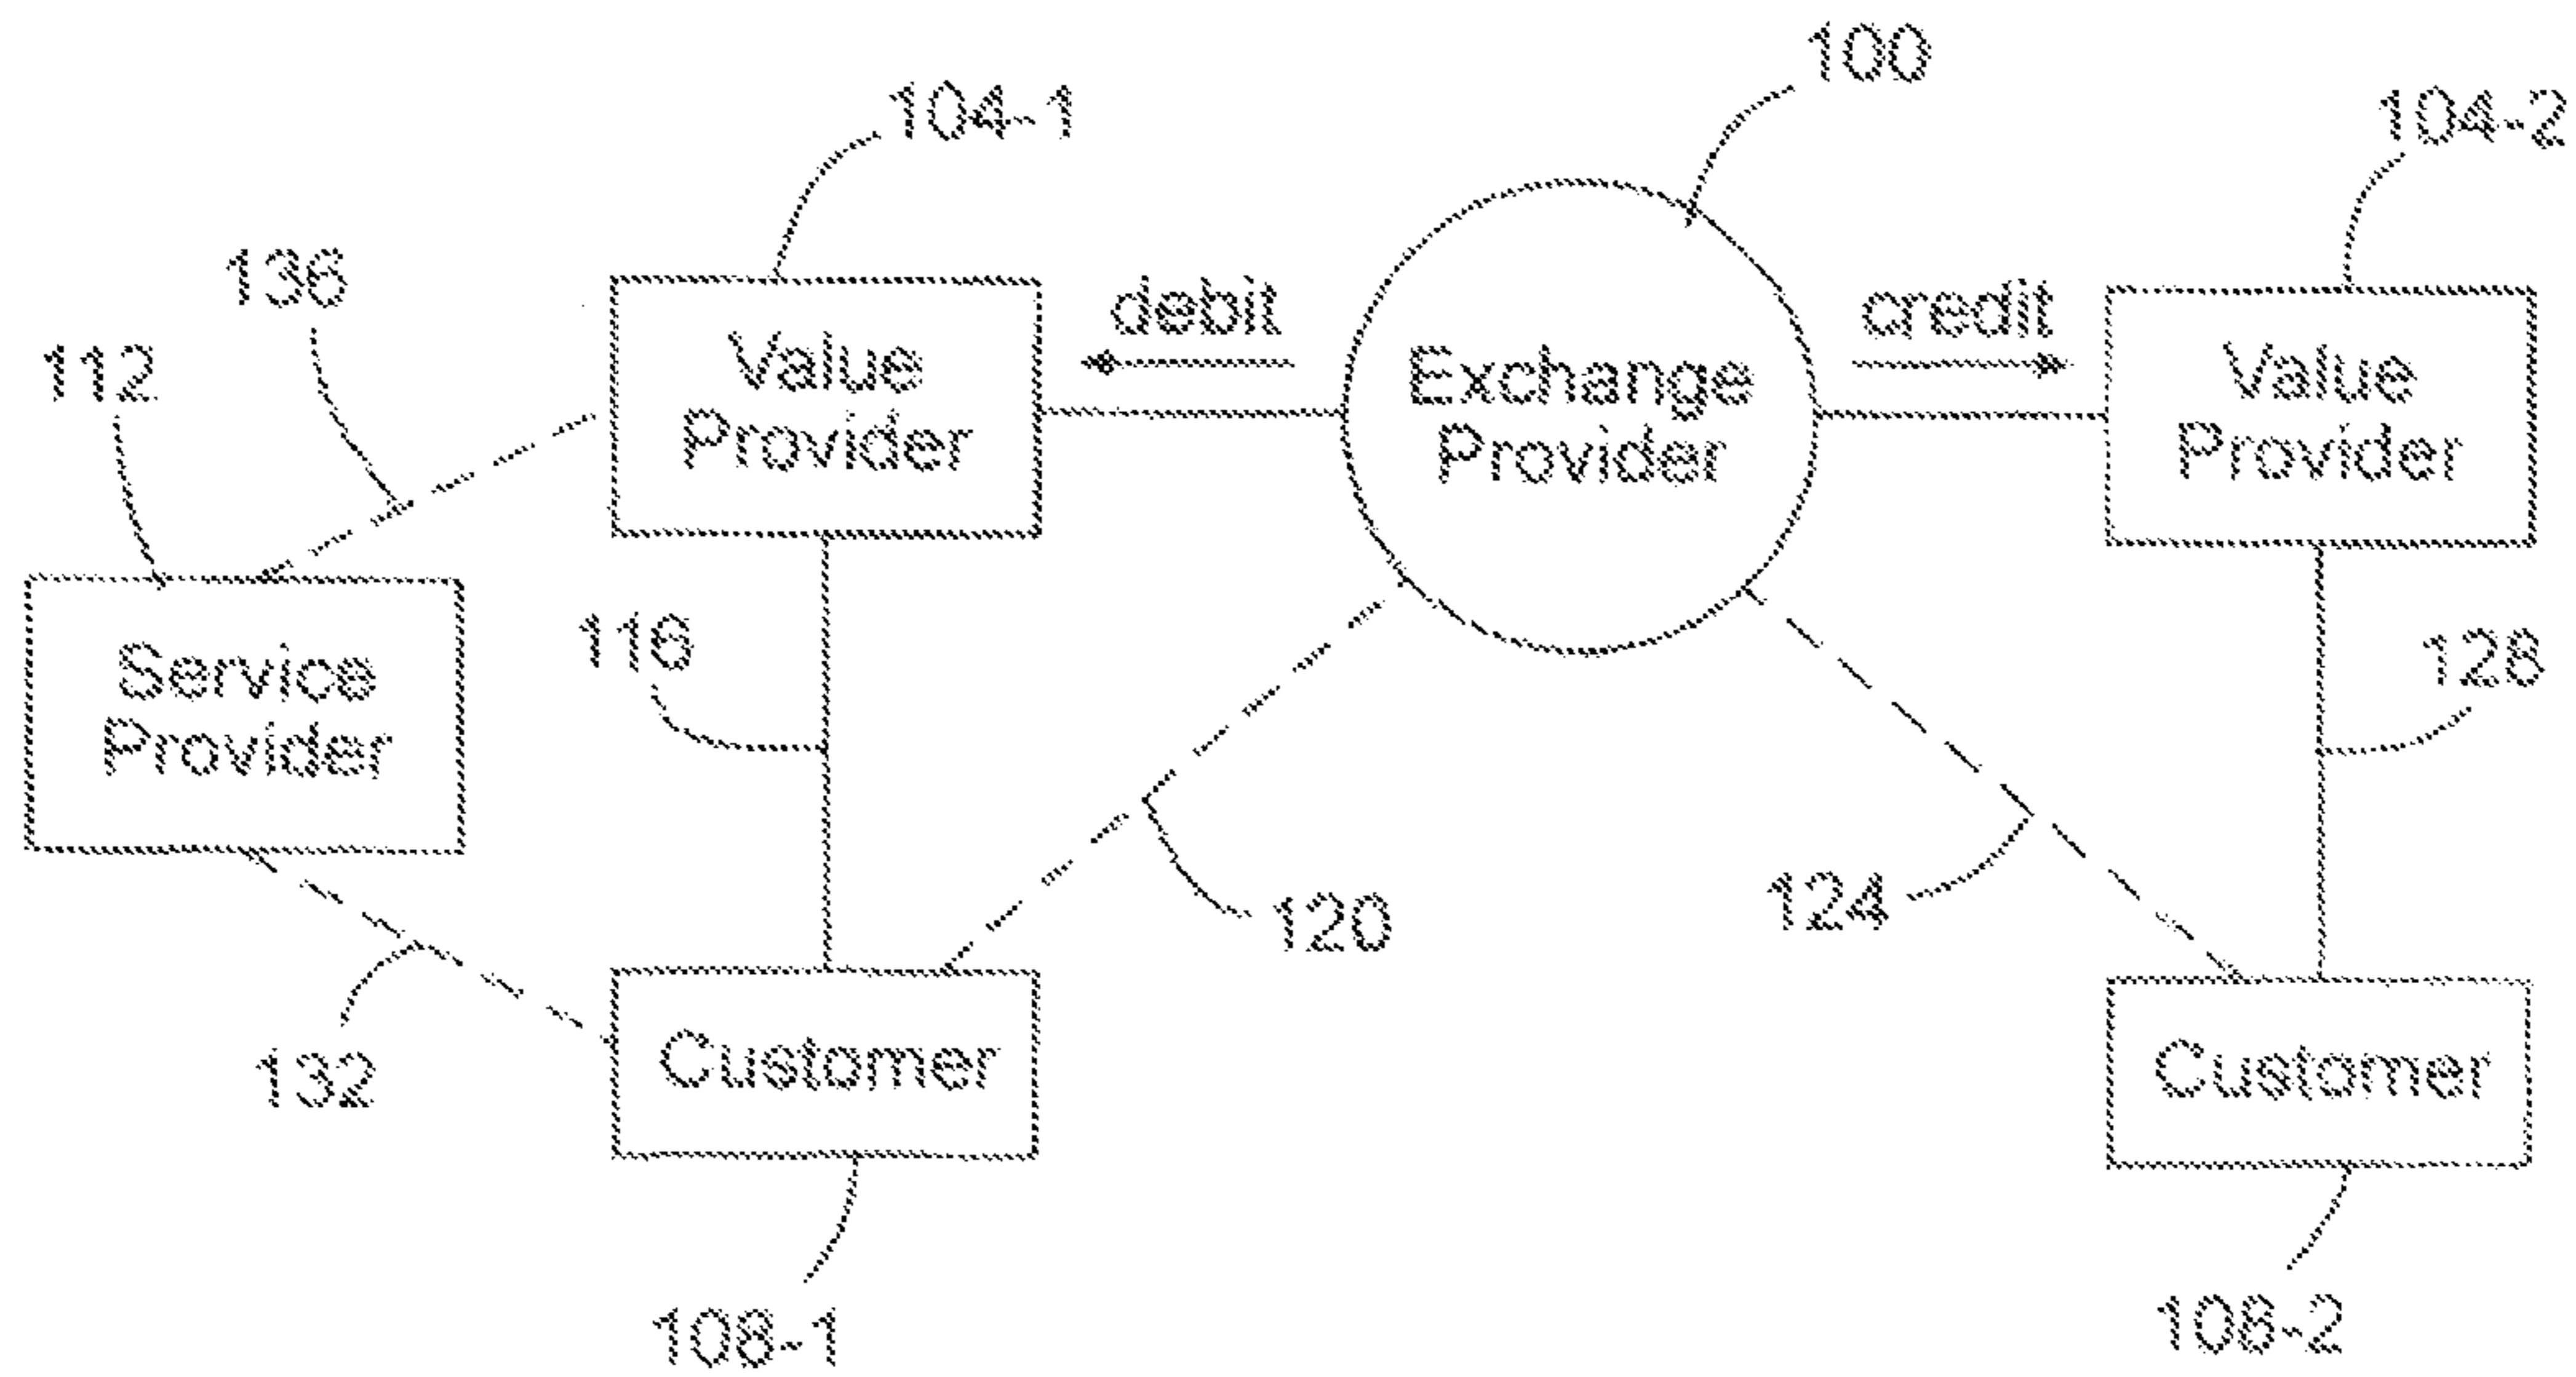 100
104-1
104-2
136
debit
credit
112
Value
Provider
Exchange
Provider
Value
Provider
116
128
Service
Provider
120
124
132
Customer
Customer
108-1
108-2